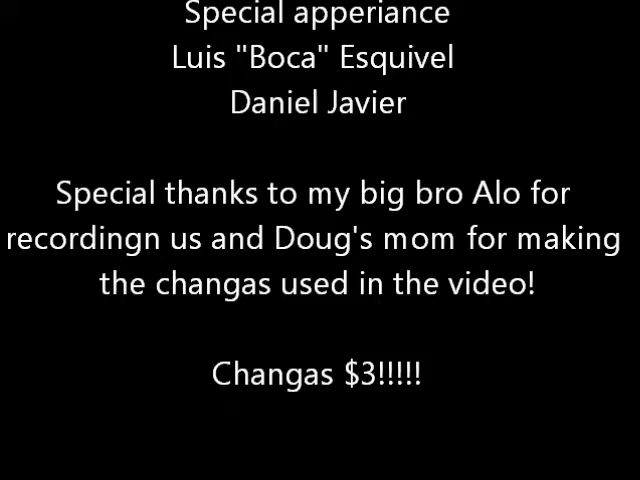 Special apperiance
Luis "Boca" Esquivel
Daniel Javier
Special thanks to my big bro Alo for
recordingn us and Doug's mom for making
the changas used in the video!
Changas $3!!!!!